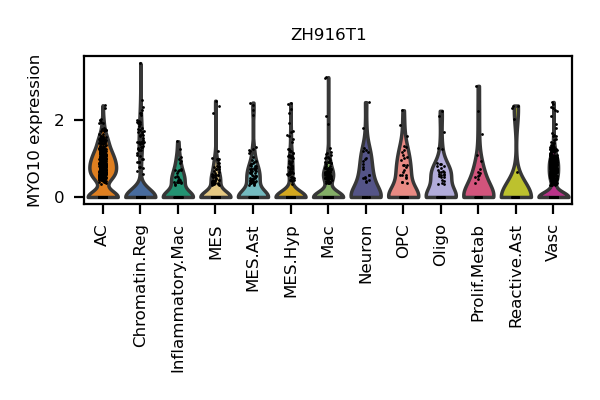 ZH916T1
MYO10 expression
2
0
AC
Chromatin.Reg
Inflammatory.Mac
MES
MES.Ast
MES.Hyp
Mac
Neuron
OPC
Oligo
Prolif.Metab
Reactive.Ast
Vasc